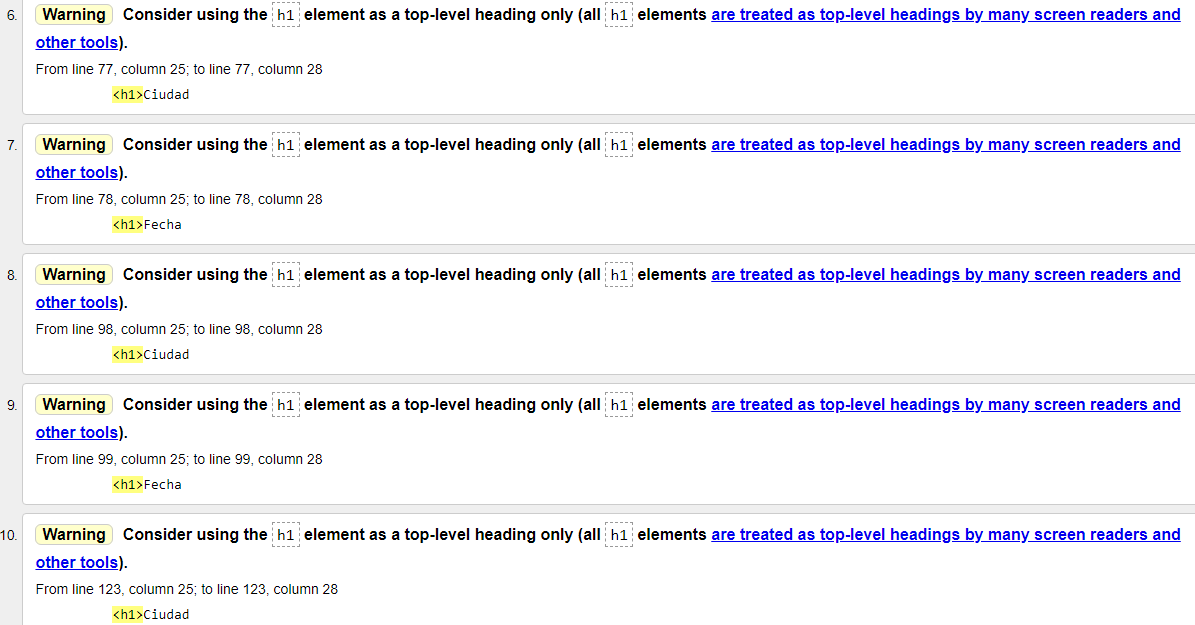 6. Warning Consider using the h1 element as a top-level heading only (all h1 elements are treated as top-level headings by many screen readers and
other tools).
From line 77, column 25; to line 77, column 28
<h1>Ciudad
7. Warning Consider using the h1 element as a top-level heading only (all h1 elements are treated as top-level headings by many screen readers and
other tools).
From line 78, column 25; to line 78, column 28
<h1>Fecha
8. Warning Consider using the h1 element as a top-level heading only (all h1 elements are treated as top-level headings by many screen readers and
other tools).
From line 98, column 25; to line 98, column 28
<h1>Ciudad
9. Warning Consider using the h1 element as a top-level heading only (all h1 elements are treated as top-level headings by many screen readers and
other tools).
From line 99, column 25; to line 99, column 28
<h1>Fecha
10. Warning Consider using the h1 element as a top-level heading only (all h1 elements are treated as top-level headings by many screen readers and
other tools).
From line 123, column 25; to line 123, column 28
<h1>Ciudad